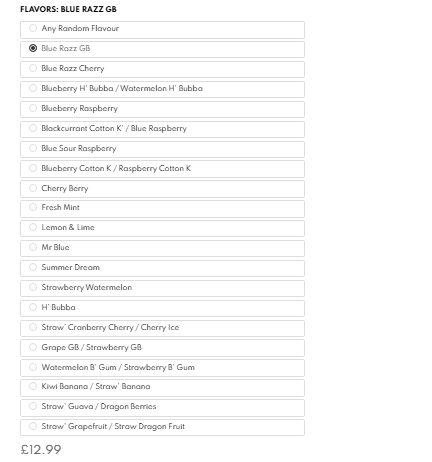 FLAVORS: BLUE RAZZ GB
Any Random Flavour
Blue Razz GB
Blue Razz Cherry
Blueberry H' Bubba / Watermelon H' Bubba
Blueberry Raspberry
Blackcurrant Cotton K' / Blue Raspberry
Blue Sour Raspberry
Blueberry Cotton K / Raspberry Cotton K
Cherry Berry
Fresh Mint
Lemon & Lime
Mr Blue
Summer Dream
Strawberry Watermelon
H' Bubba
Straw' Cranberry Cherry / Cherry Ice
Grape GB / Strawberry GB
Watermelon B' Gum / Strawberry B' Gum
Kiwi Banana / Straw' Banana
Straw' Guava / Dragon Berries
Straw' Grapefruit / Straw Dragon Fruit
£12.99